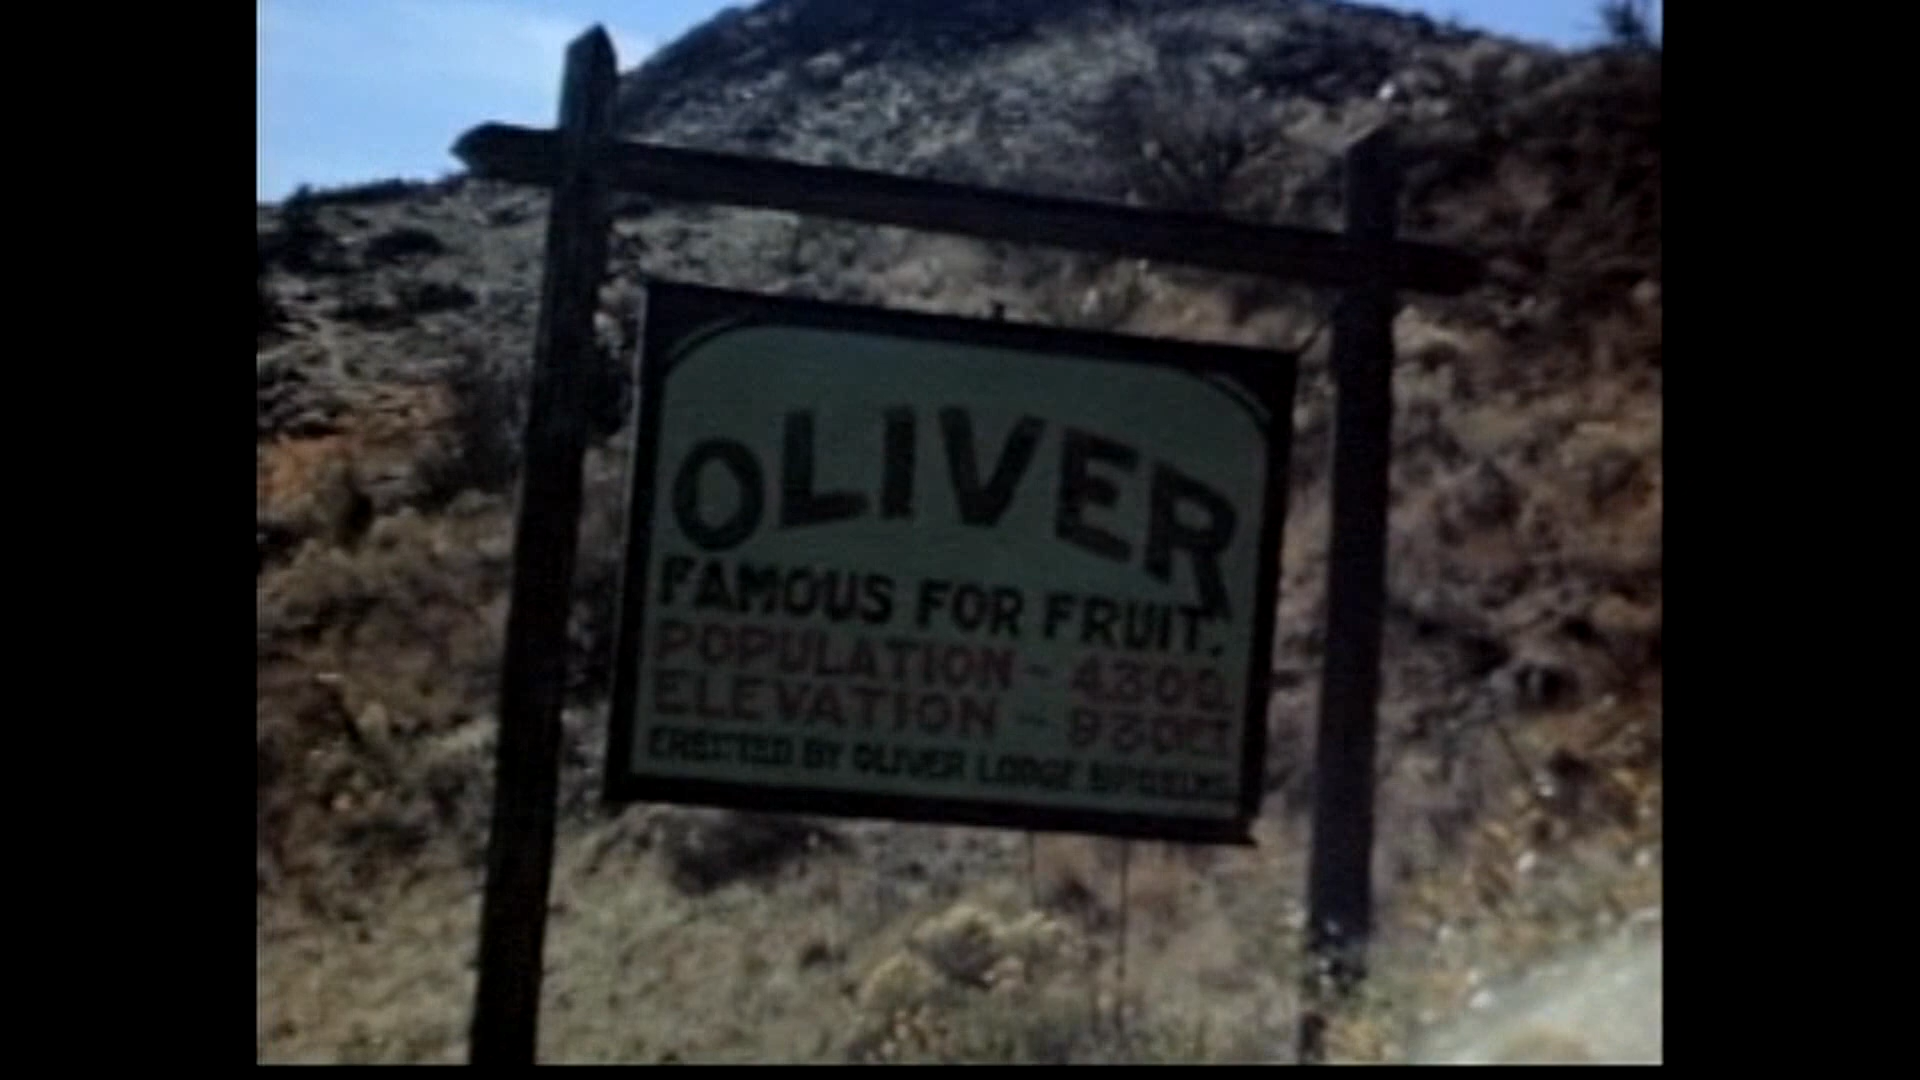 OLIVER
FAMOUS FOR FRUIT.
POPULATION -
ELEVATION -
ERECTED BY OLIVER LODGE